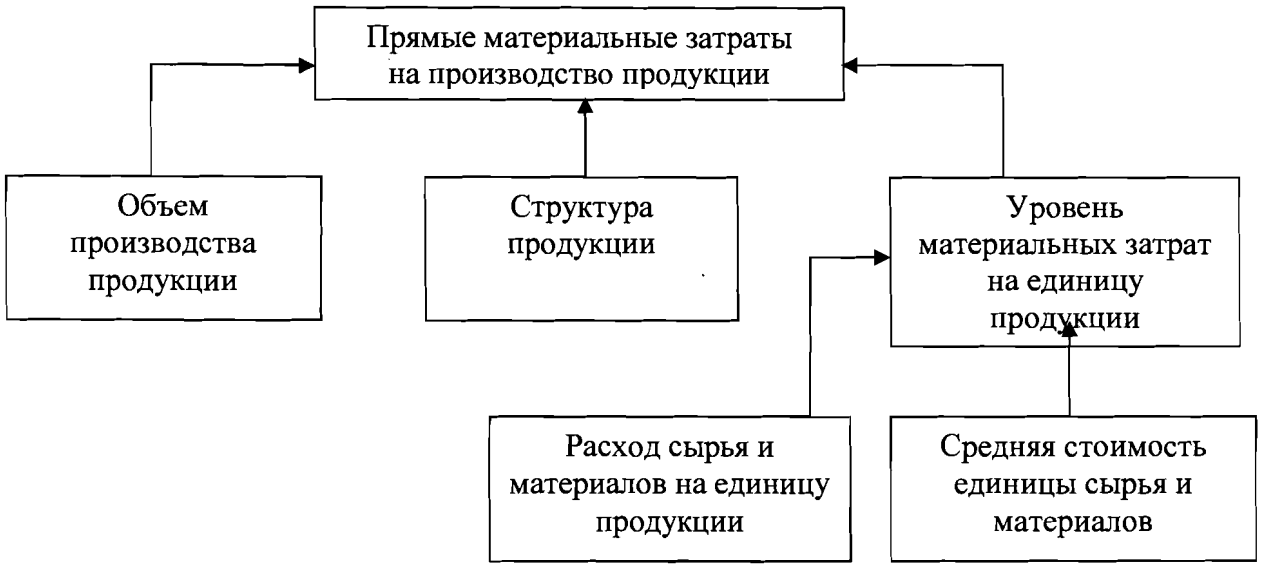 Прямые материальные затраты
на производство продукции
Объем
производства
продукции
Структура
продукции
Уровень
материальных затрат
на единицу
продукции
Расход сырья и
материалов на единицу
продукции
Средняя стоимость
единицы сырья и
материалов